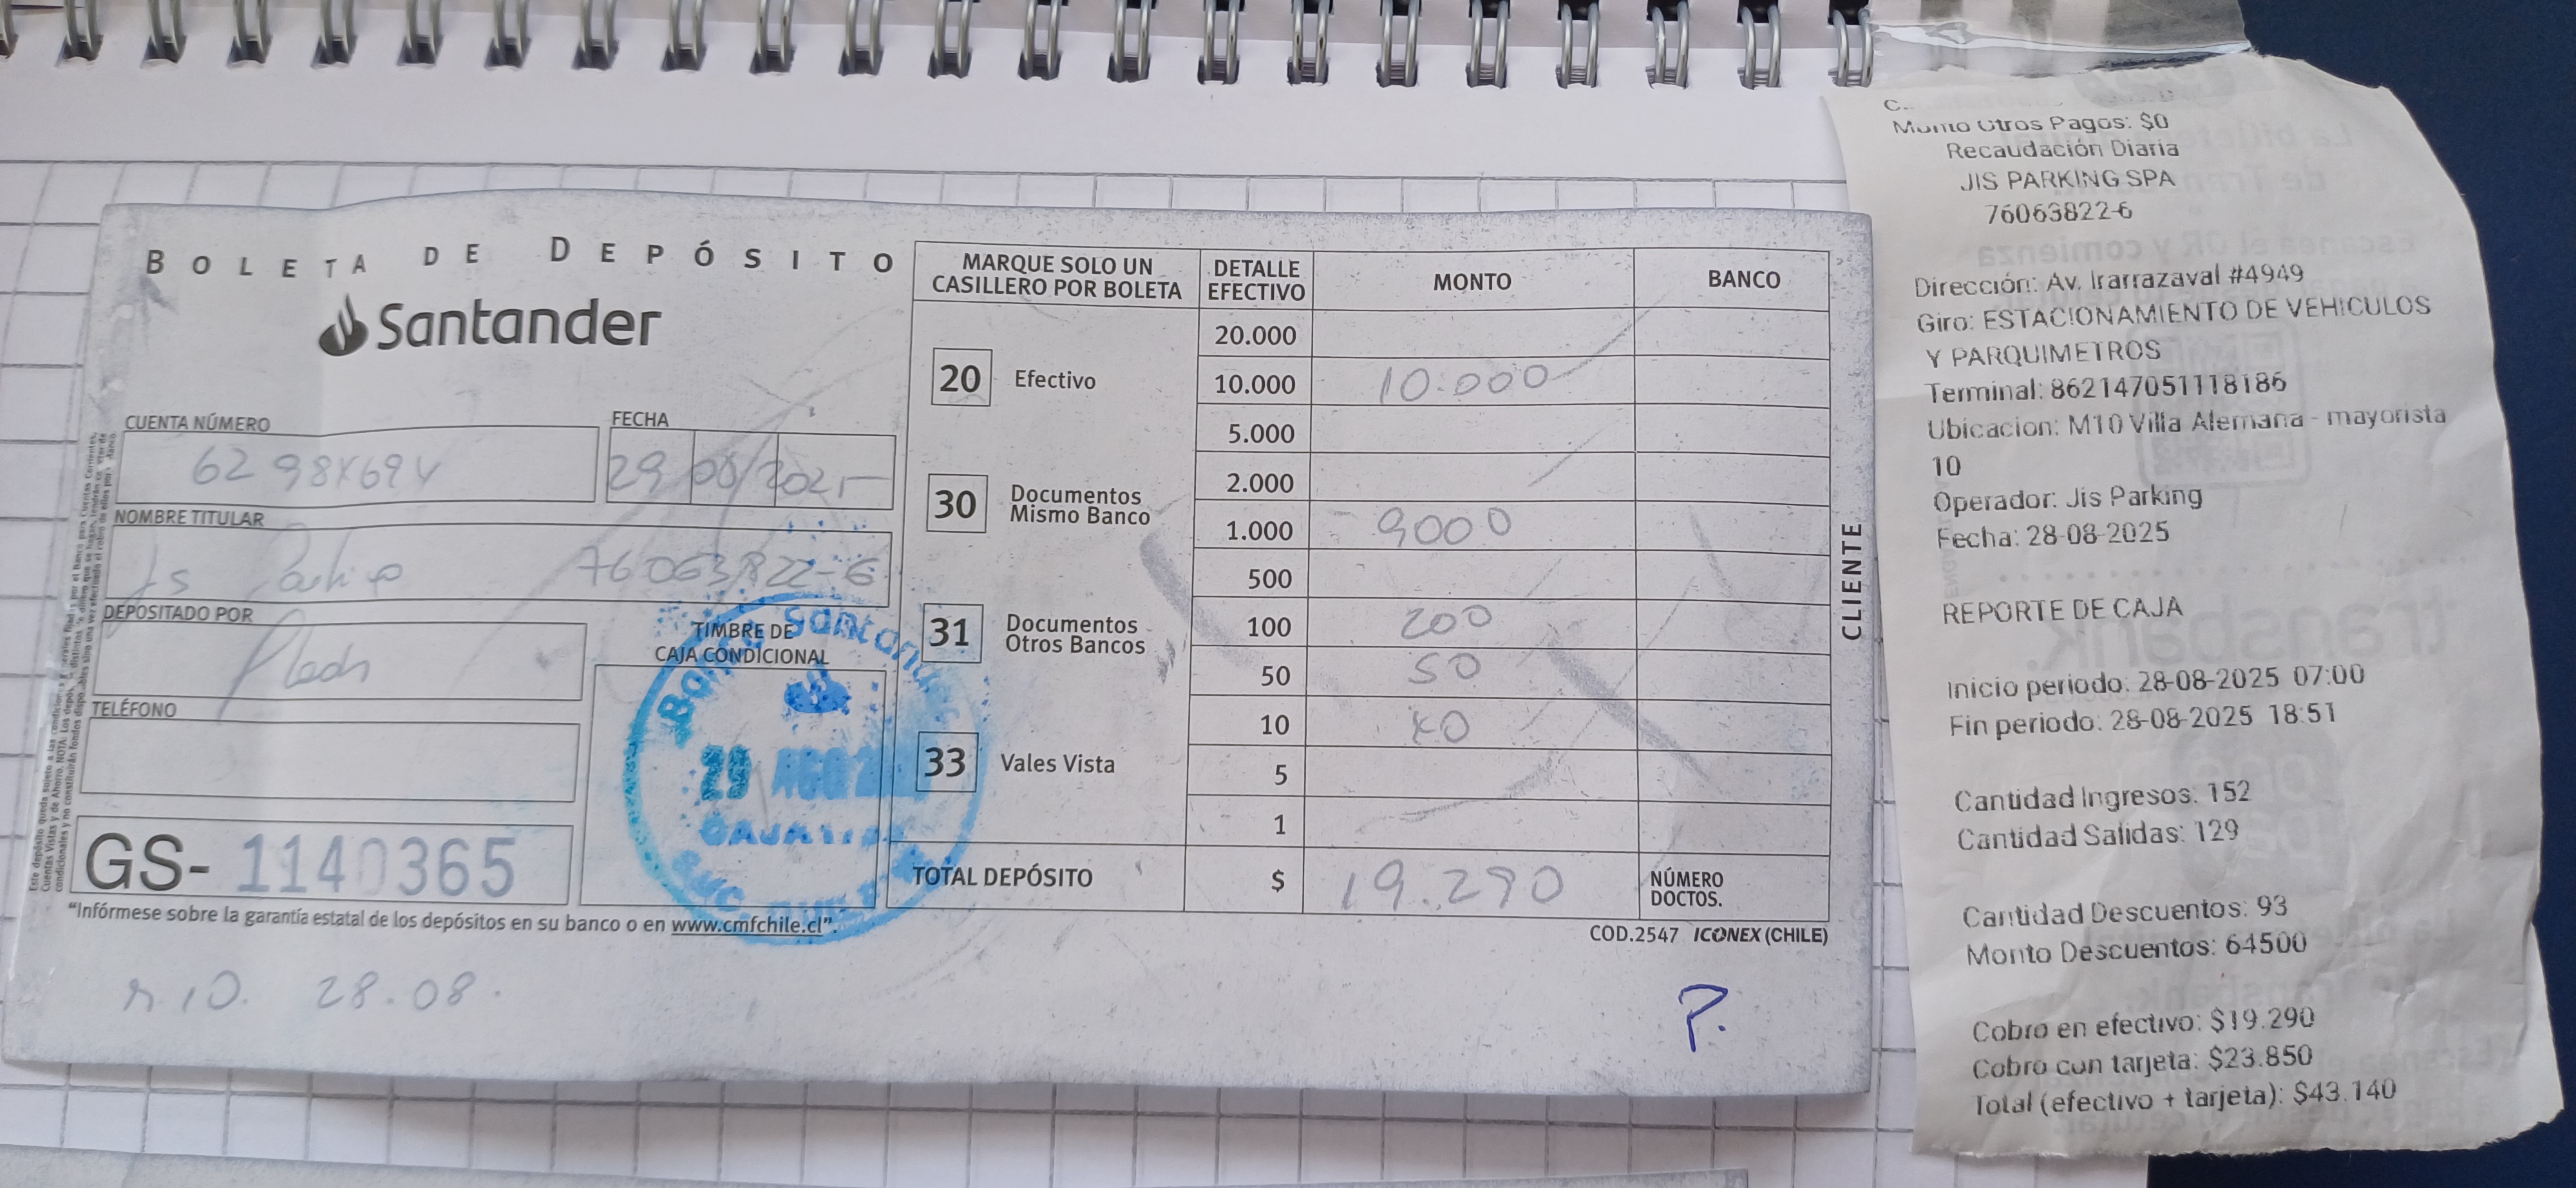 BOLETA DE DEPÓSITO
Santander
CUENTA NÚMERO
FECHA
29 08/2025
NOMBRE TITULAR
76063822-6
DEPOSITADO POR
TELÉFONO
TIMBRE DE
CAJA CONDICIONAL
Banco Santander
29 AGO
CAJA
GS- 1140365
"Infórmese sobre la garantía estatal de los depósitos en su banco o en www.cmfchile.cl".
28.08.
MARQUE SOLO UN
CASILLERO POR BOLETA
DETALLE
EFECTIVO
MONTO
BANCO
20 Efectivo
30 Documentos
Mismo Banco
31 Documentos
Otros Bancos
33 Vales Vista
20.000
10.000 10.000
5.000
2.000
1.000 9000
500
100 200
50 50
10 40
5
1
TOTAL DEPÓSITO $ 19.290
NÚMERO
DOCTOS.
CLIENTE
COD.2547 ICONEX (CHILE)
P.
Monto Otros Pagos: $0
Recaudación Diaria
JIS PARKING SPA
76063822-6
Dirección: Av. Irarrazaval #4949
Giro: ESTACIONAMIENTO DE VEHICULOS
Y PARQUIMETROS
Terminal: 862147051118186
Ubicacion: M10 Villa Alemana - mayorista
10
Operador: Jis Parking
Fecha: 28-08-2025
REPORTE DE CAJA
Inicio periodo: 28-08-2025 07:00
Fin periodo: 28-08-2025 18:51
Cantidad Ingresos: 152
Cantidad Salidas: 129
Cantidad Descuentos: 93
Monto Descuentos: 64500
Cobro en efectivo: $19.290
Cobro con tarjeta: $23.850
Total (efectivo + tarjeta): $43.140